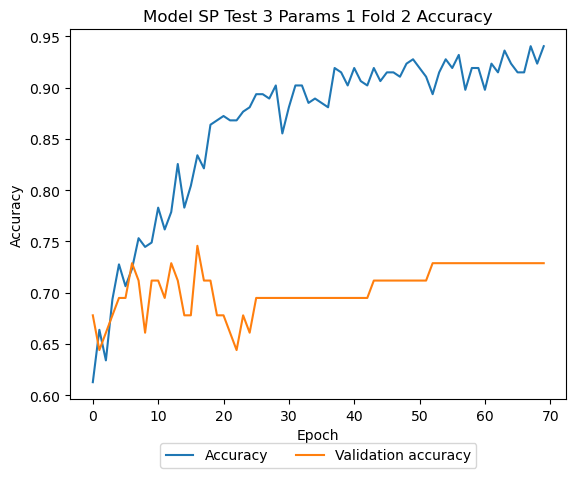 Model SP Test 3 Params 1 Fold 2 Accuracy
Accuracy
0.95
0.90
0.85
0.80
0.75
0.70
0.65
0.60
0 10 20 30 40 50 60 70
Epoch
Accuracy Validation accuracy